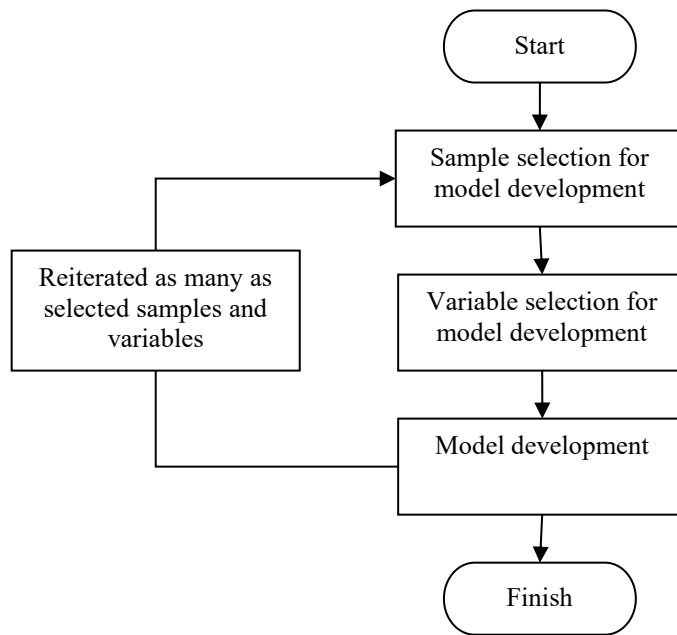 Start
Sample selection for
model development
Reiterated as many as
selected samples and
variables
Variable selection for
model development
Model development
Finish